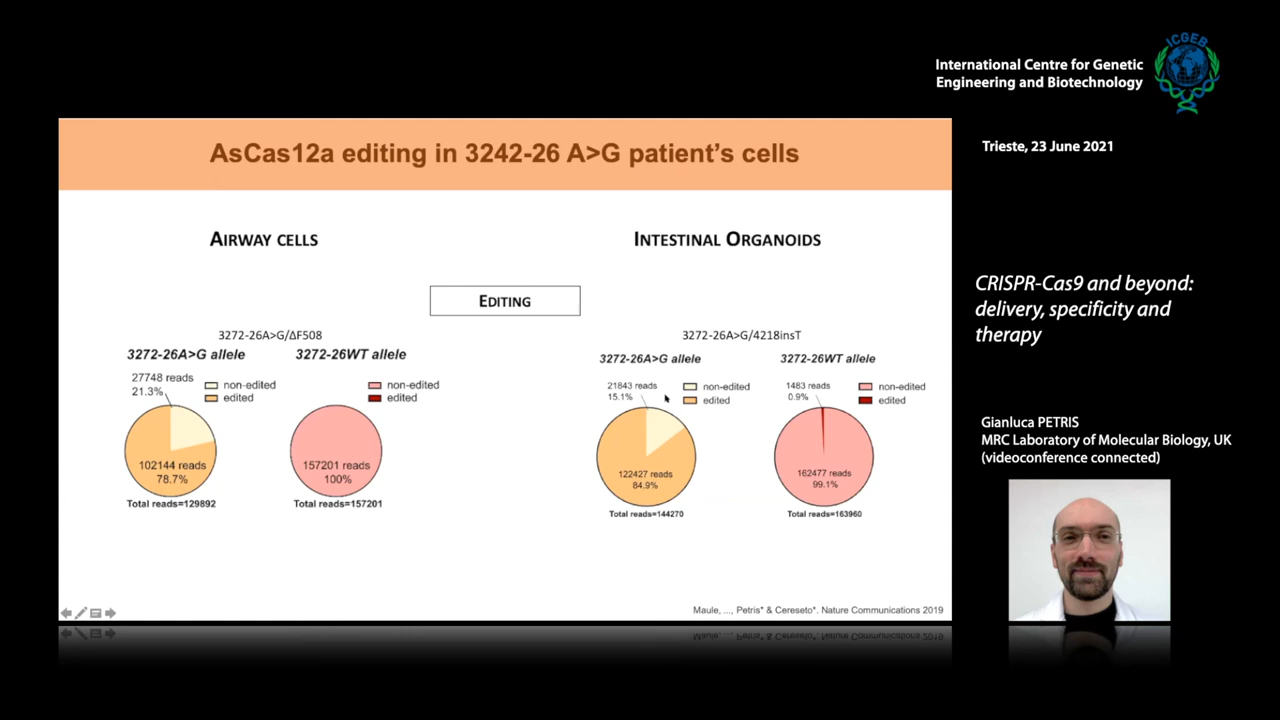 ICGEB
International Centre for Genetic
Engineering and Biotechnology
Trieste, 23 June 2021
AsCas12a editing in 3242-26 A>G patient's cells
AIRWAY CELLS
INTESTINAL ORGANOIDS
EDITING
3272-26A>G/ΔF508
3272-26A>G allele
3272-26WT allele
27748 reads
21.3%
non-edited
edited
non-edited
edited
102144 reads
78.7%
157201 reads
100%
Total reads=129892
Total reads=157201
3272-26A>G/4218insT
3272-26A>G allele
3272-26WT allele
21843 reads
15.1%
non-edited
edited
1483 reads
0.9%
non-edited
edited
122427 reads
84.9%
162477 reads
99.1%
Total reads=144270
Total reads=163960
Maule, ..., Petris* & Cereseto*. Nature Communications 2019
CRISPR-Cas9 and beyond:
delivery, specificity and
therapy
Gianluca PETRIS
MRC Laboratory of Molecular Biology, UK
(videoconference connected)